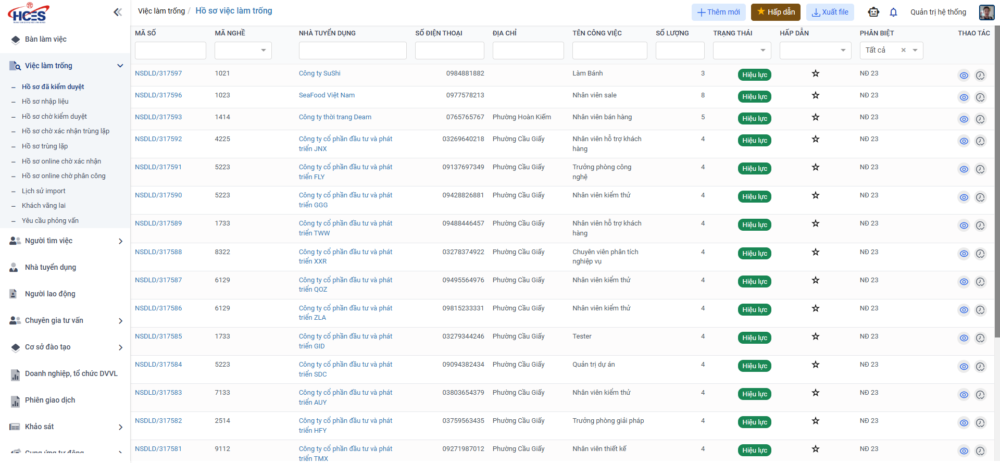 HCES
Việc làm trống / Hồ sơ việc làm trống
Thêm mới
Hấp dẫn
Xuất file
Quản trị hệ thống
Bàn làm việc
Việc làm trống
Hồ sơ đã kiểm duyệt
Hồ sơ nhập liệu
Hồ sơ chờ kiểm duyệt
Hồ sơ chờ xác nhận trùng lặp
Hồ sơ trùng lặp
Hồ sơ online chờ xác nhận
Hồ sơ online chờ phân công
Lịch sử import
Khách vãng lai
Yêu cầu phỏng vấn
Người tìm việc
Nhà tuyển dụng
Người lao động
Chuyên gia tư vấn
Cơ sở đào tạo
Doanh nghiệp, tổ chức DVVL
Phiên giao dịch
Khảo sát
Cung ứng tự động
MÃ SỐ MÃ NGHỀ NHÀ TUYỂN DỤNG SỐ ĐIỆN THOẠI ĐỊA CHỈ TÊN CÔNG VIỆC SỐ LƯỢNG TRẠNG THÁI HẤP DẪN PHÂN BIỆT THAO TÁC
Tất cả ×
NSDLD/317597 1021 Công ty SuShi 0984881882 Làm Bánh 3 Hiệu lực NĐ 23
NSDLD/317596 1023 SeaFood Việt Nam 0977578213 Nhân viên sale 8 Hiệu lực NĐ 23
NSDLD/317593 1414 Công ty thời trang Deam 0765765767 Phường Hoàn Kiếm Nhân viên bán hàng 5 Hiệu lực NĐ 23
NSDLD/317592 4225 Công ty cổ phần đầu tư và phát 03269640218 Phường Cầu Giấy Nhân viên hỗ trợ khách 4 Hiệu lực NĐ 23
triển JNX hàng
NSDLD/317591 5223 Công ty cổ phần đầu tư và phát 09137697349 Phường Cầu Giấy Trưởng phòng công 4 Hiệu lực NĐ 23
triển FLY nghệ
NSDLD/317590 5223 Công ty cổ phần đầu tư và phát 09428826881 Phường Cầu Giấy Nhân viên kiểm thử 4 Hiệu lực NĐ 23
triển GGG
NSDLD/317589 1733 Công ty cổ phần đầu tư và phát 09488446457 Phường Cầu Giấy Nhân viên hỗ trợ khách 4 Hiệu lực NĐ 23
triển TWW hàng
NSDLD/317588 8322 Công ty cổ phần đầu tư và phát 03278374922 Phường Cầu Giấy Chuyên viên phân tích 4 Hiệu lực NĐ 23
triển XXR nghiệp vụ
NSDLD/317587 6129 Công ty cổ phần đầu tư và phát 09495564976 Phường Cầu Giấy Nhân viên kiểm thử 4 Hiệu lực NĐ 23
triển QOZ
NSDLD/317586 6129 Công ty cổ phần đầu tư và phát 09815233331 Phường Cầu Giấy Nhân viên kiểm thử 4 Hiệu lực NĐ 23
triển ZLA
NSDLD/317585 1733 Công ty cổ phần đầu tư và phát 03279344246 Phường Cầu Giấy Tester 4 Hiệu lực NĐ 23
triển GID
NSDLD/317584 5223 Công ty cổ phần đầu tư và phát 09094382434 Phường Cầu Giấy Quản trị dự án 4 Hiệu lực NĐ 23
triển SDC
NSDLD/317583 7133 Công ty cổ phần đầu tư và phát 03803654379 Phường Cầu Giấy Nhân viên kiểm thử 4 Hiệu lực NĐ 23
triển AUY
NSDLD/317582 2514 Công ty cổ phần đầu tư và phát 03759563435 Phường Cầu Giấy Trưởng phòng giải pháp 4 Hiệu lực NĐ 23
triển HFY
NSDLD/317581 9112 Công ty cổ phần đầu tư và phát 09271987012 Phường Cầu Giấy Nhân viên thiết kế 4 Hiệu lực NĐ 23
triển TMX